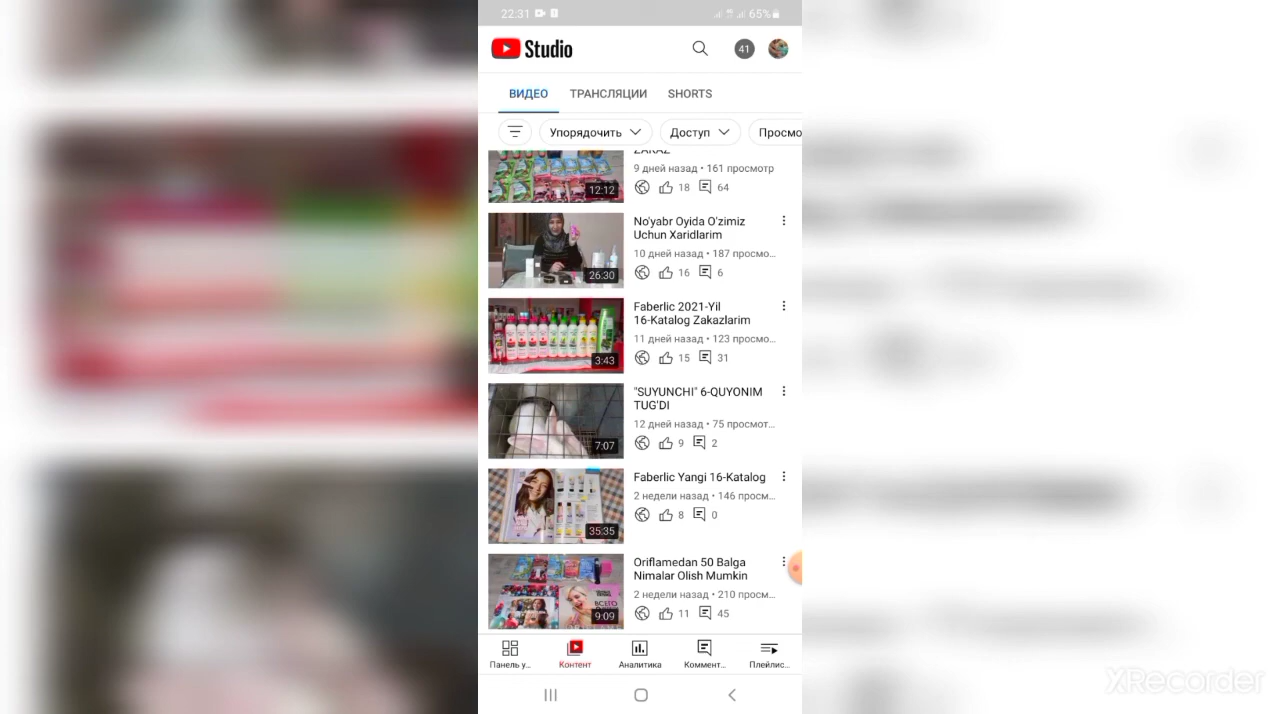 22:31 65%
Studio 41
ВИДЕО ТРАНСЛЯЦИИ SHORTS
Упорядочить Доступ Просмо
ZAKAZ
9 дней назад • 161 просмотр
18 64
12:12
No'yabr Oyida O'zimiz
Uchun Xaridlarim
10 дней назад • 187 просмо...
16 6
26:30
Faberlic 2021-Yil
16-Katalog Zakazlarim
11 дней назад • 123 просмо...
15 31
3:43
"SUYUNCHI" 6-QUYONIM
TUG'DI
12 дней назад • 75 просмот...
9 2
7:07
Faberlic Yangi 16-Katalog
2 недели назад • 146 просм...
8 0
35:35
Oriflamedan 50 Balga
Nimalar Olish Mumkin
2 недели назад • 210 просм...
11 45
ВСЕГО
9:09
Панель у... Контент Аналитика Коммент... Плейлис...
XRecorder